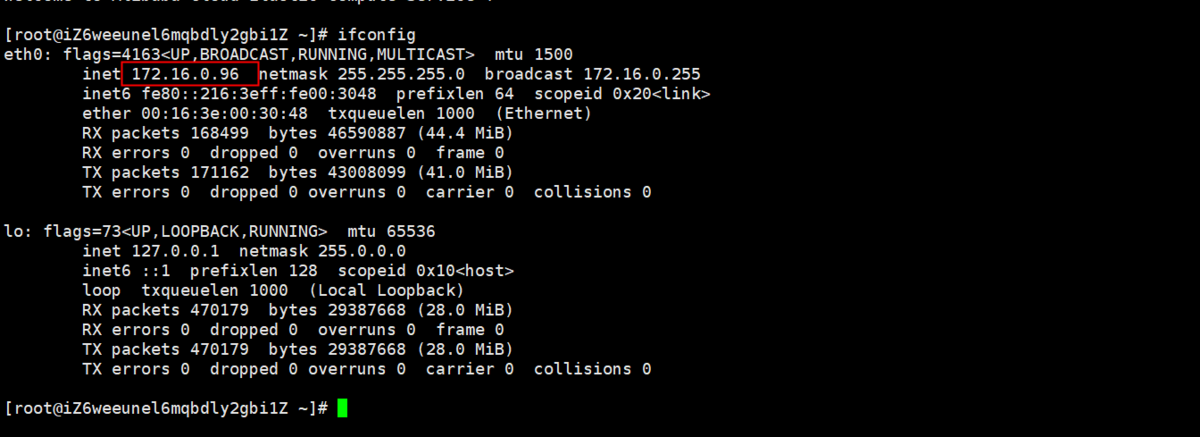 [root@iZ6weeunel6mqbdly2gbi1Z ~]# ifconfig
eth0: flags=4163<UP,BROADCAST,RUNNING,MULTICAST>  mtu 1500
        inet 172.16.0.96  netmask 255.255.255.0  broadcast 172.16.0.255
        inet6 fe80::216:3eff:fe00:3048  prefixlen 64  scopeid 0x20<link>
        ether 00:16:3e:00:30:48  txqueuelen 1000  (Ethernet)
        RX packets 168499  bytes 46590887 (44.4 MiB)
        RX errors 0  dropped 0  overruns 0  frame 0
        TX packets 171162  bytes 43008099 (41.0 MiB)
        TX errors 0  dropped 0 overruns 0  carrier 0  collisions 0

lo: flags=73<UP,LOOPBACK,RUNNING>  mtu 65536
        inet 127.0.0.1  netmask 255.0.0.0
        inet6 ::1  prefixlen 128  scopeid 0x10<host>
        loop  txqueuelen 1000  (Local Loopback)
        RX packets 470179  bytes 29387668 (28.0 MiB)
        RX errors 0  dropped 0  overruns 0  frame 0
        TX packets 470179  bytes 29387668 (28.0 MiB)
        TX errors 0  dropped 0 overruns 0  carrier 0  collisions 0

[root@iZ6weeunel6mqbdly2gbi1Z ~]#